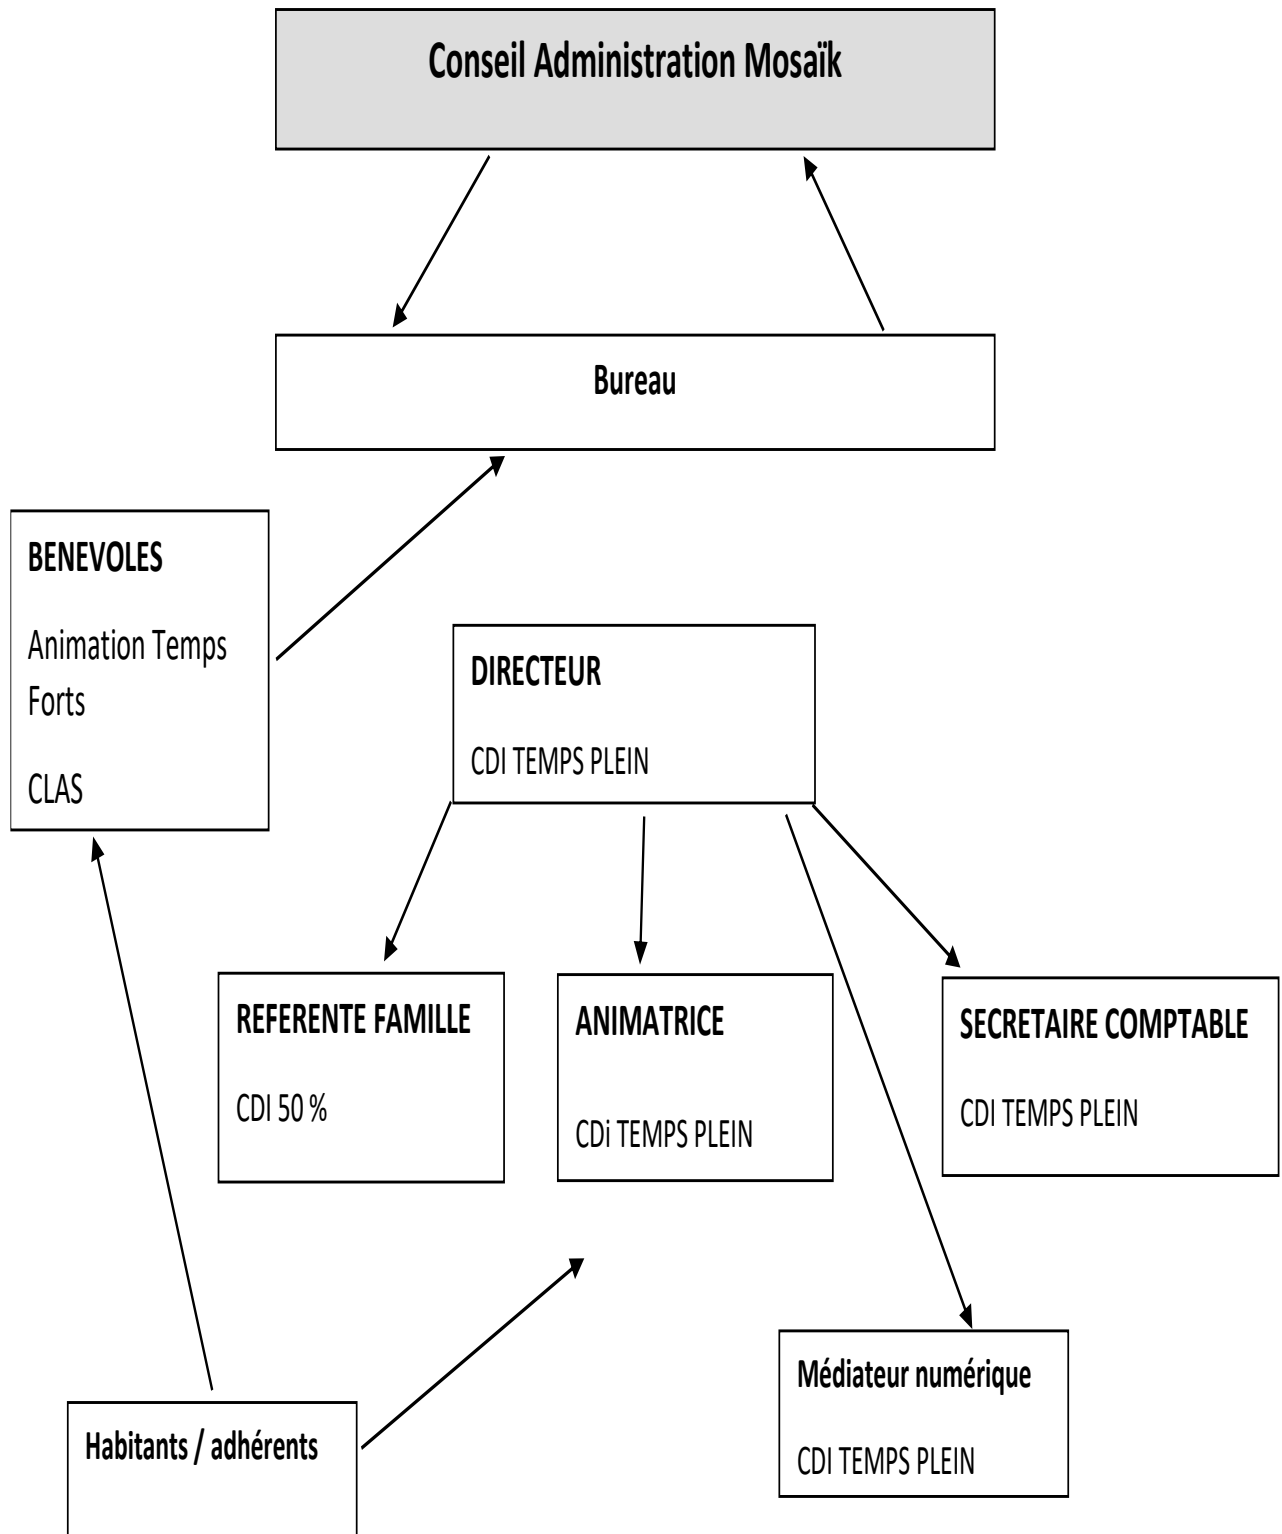 Conseil Administration Mosaïk
Bureau
BENEVOLES
Animation Temps
Forts
CLAS
DIRECTEUR
CDI TEMPS PLEIN
REFERENTE FAMILLE
CDI 50 %
ANIMATRICE
CDi TEMPS PLEIN
SECRETAIRE COMPTABLE
CDI TEMPS PLEIN
Médiateur numérique
CDI TEMPS PLEIN
Habitants / adhérents